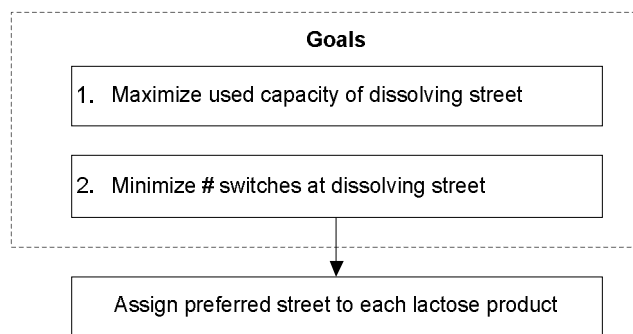 Goals
1. Maximize used capacity of dissolving street
2. Minimize # switches at dissolving street
Assign preferred street to each lactose product